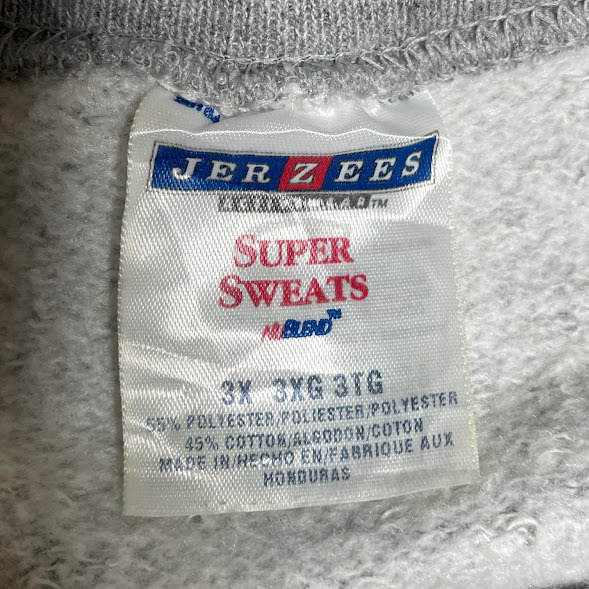 JERZEES
SUPER
SWEATS
NUBLEND™
3X 3XG 3TG
55% POLYESTER/POLIESTER/POLYESTER
45% COTTON/ALGODON/COTON
MADE IN/HECHO EN/FABRIQUE AUX
HONDURAS